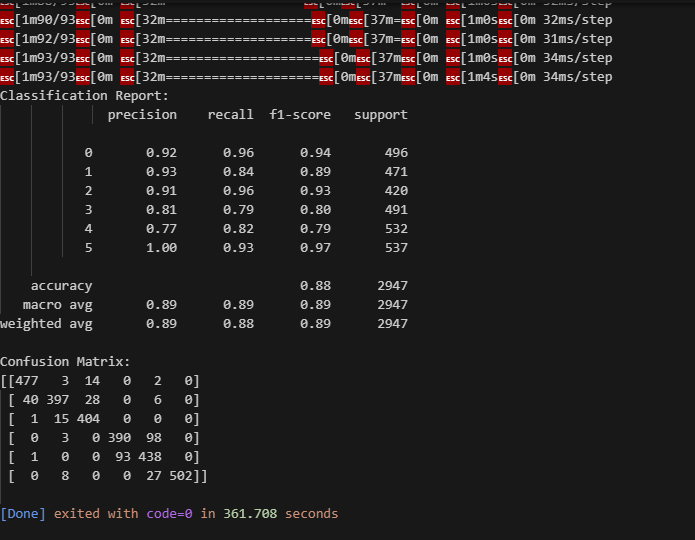 ESC[1m90/93ESC[0m ESC[32m====================ESC[0mESC[37mESC[0m ESC[1m0sESC[0m 32ms/step
ESC[1m92/93ESC[0m ESC[32m====================ESC[0mESC[37mESC[0m ESC[1m0sESC[0m 31ms/step
ESC[1m93/93ESC[0m ESC[32m====================ESC[0mESC[37mESC[0m ESC[1m0sESC[0m 34ms/step
ESC[1m93/93ESC[0m ESC[32m====================ESC[0mESC[37mESC[0m ESC[1m4sESC[0m 34ms/step
Classification Report:
precision recall f1-score support
0 0.92 0.96 0.94 496
1 0.93 0.84 0.89 471
2 0.91 0.96 0.93 420
3 0.81 0.79 0.80 491
4 0.77 0.82 0.79 532
5 1.00 0.93 0.97 537
accuracy 0.88 2947
macro avg 0.89 0.89 0.89 2947
weighted avg 0.89 0.88 0.89 2947
Confusion Matrix:
[[477 3 14 0 2 0]
[ 40 397 28 0 6 0]
[ 1 15 404 0 0 0]
[ 0 3 0 390 98 0]
[ 1 0 0 93 438 0]
[ 0 8 0 0 27 502]]
[Done] exited with code=0 in 361.708 seconds